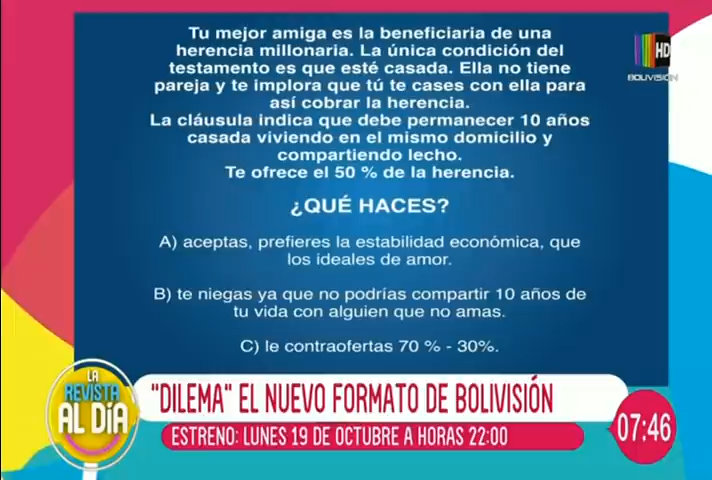 Tu mejor amiga es la beneficiaria de una
herencia millonaria. La única condición del
testamento es que esté casada. Ella no tiene
pareja y te implora que tú te cases con ella para
así cobrar la herencia.
La cláusula indica que debe permanecer 10 años
casada viviendo en el mismo domicilio y
compartiendo lecho.
Te ofrece el 50 % de la herencia.
¿QUÉ HACES?
A) aceptas, prefieres la estabilidad económica, que
los ideales de amor.
B) te niegas ya que no podrías compartir 10 años de
tu vida con alguien que no amas.
C) le contraofertas 70 % - 30%.
HD
BOLIVISIÓN
LA
REVISTA
AL DÍA
"DILEMA" EL NUEVO FORMATO DE BOLIVISIÓN
ESTRENO: LUNES 19 DE OCTUBRE A HORAS 22:00
07:46